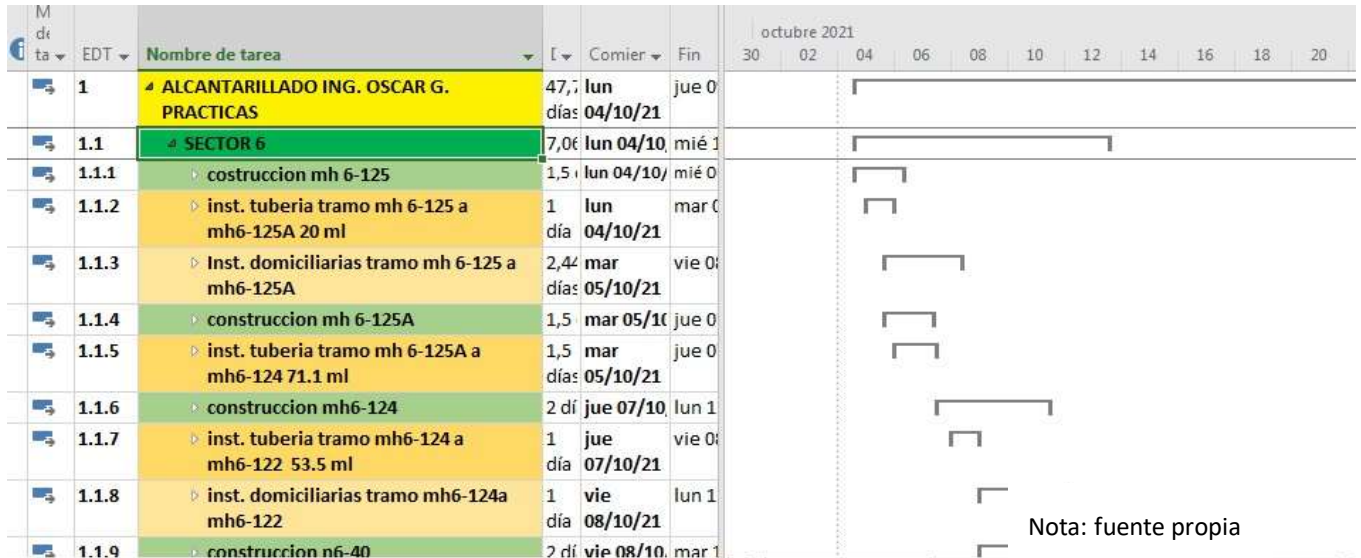 M
de
ta EDT Nombre de tarea Comier Fin
octubre 2021
30 02 04 06 08 10 12 14 16 18 20
1 ALCANTARILLADO ING. OSCAR G. 47,7 lun jue 0
PRACTICAS días 04/10/21
1.1 SECTOR 6 7,06 lun 04/10 mié 1
1.1.1 costruccion mh 6-125 1,5 lun 04/10/ mié 0
1.1.2 inst. tuberia tramo mh 6-125 a 1 lun mar 0
mh6-125A 20 ml día 04/10/21
1.1.3 Inst. domiciliarias tramo mh 6-125 a 2,44 mar vie 08
mh6-125A días 05/10/21
1.1.4 construccion mh 6-125A 1,5 mar 05/10 jue 0
1.1.5 inst. tuberia tramo mh 6-125A a 1,5 mar jue 0
mh6-124 71.1 ml días 05/10/21
1.1.6 construccion mh6-124 2 dí jue 07/10 lun 1
1.1.7 inst. tuberia tramo mh6-124 a 1 jue vie 08
mh6-122 53.5 ml día 07/10/21
1.1.8 inst. domiciliarias tramo mh6-124a 1 vie lun 1
mh6-122 día 08/10/21
1.1.9 construccion n6-40 2 dí vie 08/10 mar 1
Nota: fuente propia